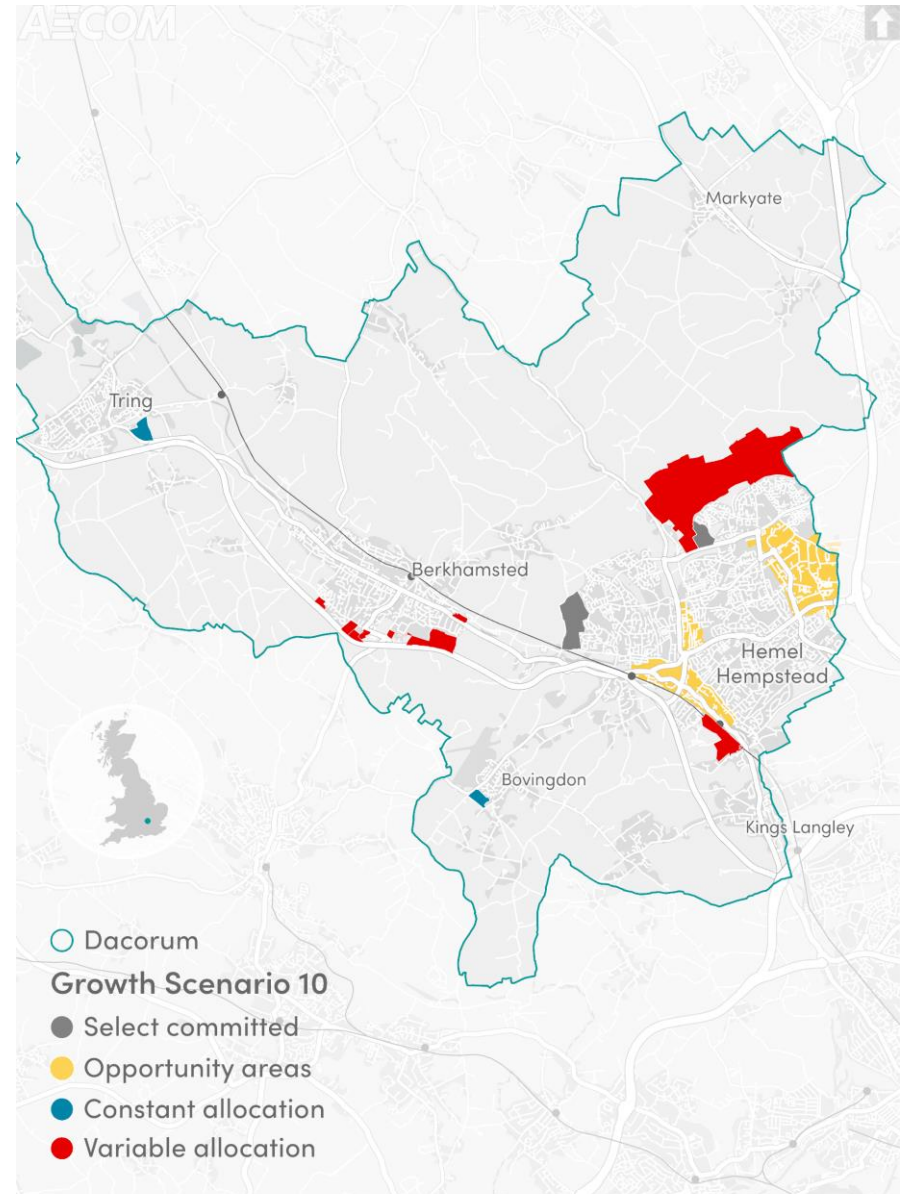 AECOM
Markyate
Tring
Berkhamsted
Hemel
Hempstead
Bovingdon
Kings Langley
Dacorum
Growth Scenario 10
Select committed
Opportunity areas
Constant allocation
Variable allocation